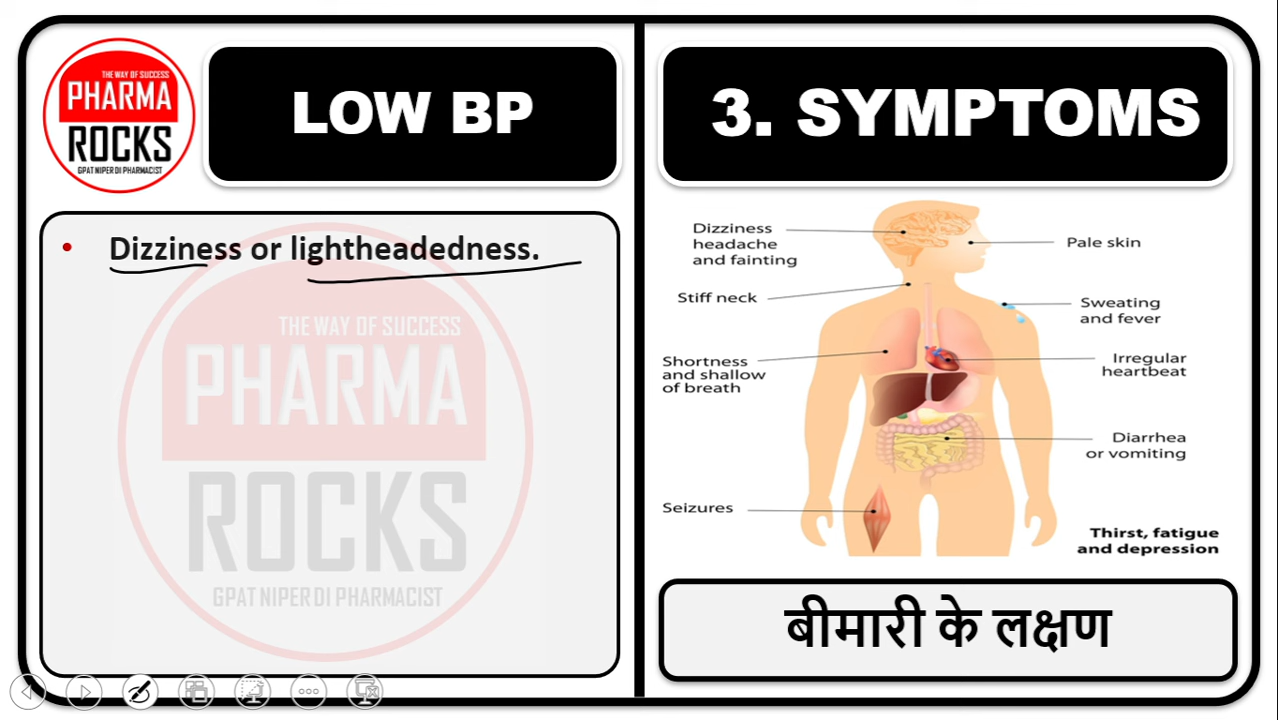 THE WAY OF SUCCESS
PHARMA
ROCKS
GPAT NIPER DI PHARMACIST
LOW BP
• Dizziness or lightheadedness.
THE WAY OF SUCCESS
PHARMA
ROCKS
GPAT NIPER DI PHARMACIST
3. SYMPTOMS
Dizziness
headache
and fainting
Stiff neck
Shortness
and shallow
of breath
Seizures
Pale skin
Sweating
and fever
Irregular
heartbeat
Diarrhea
or vomiting
Thirst, fatigue
and depression
बीमारी के लक्षण